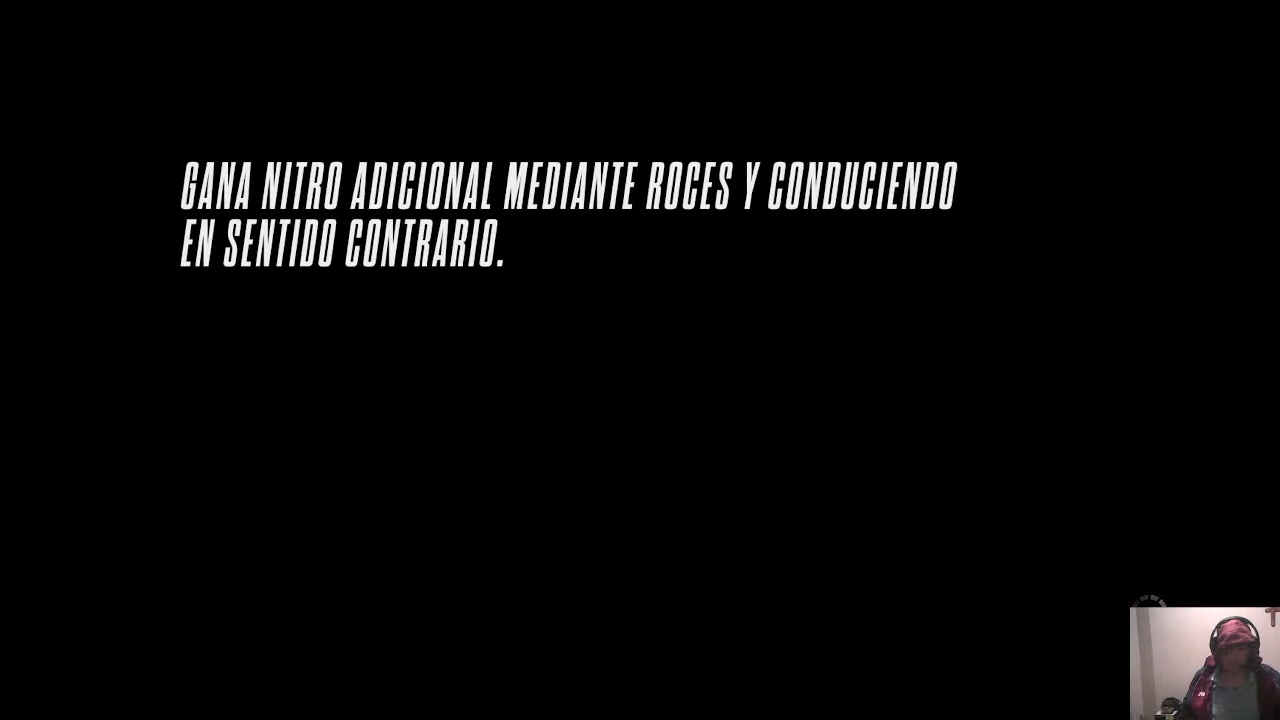 GANA NITRO ADICIONAL MEDIANTE ROCES Y CONDUCIENDO
EN SENTIDO CONTRARIO.